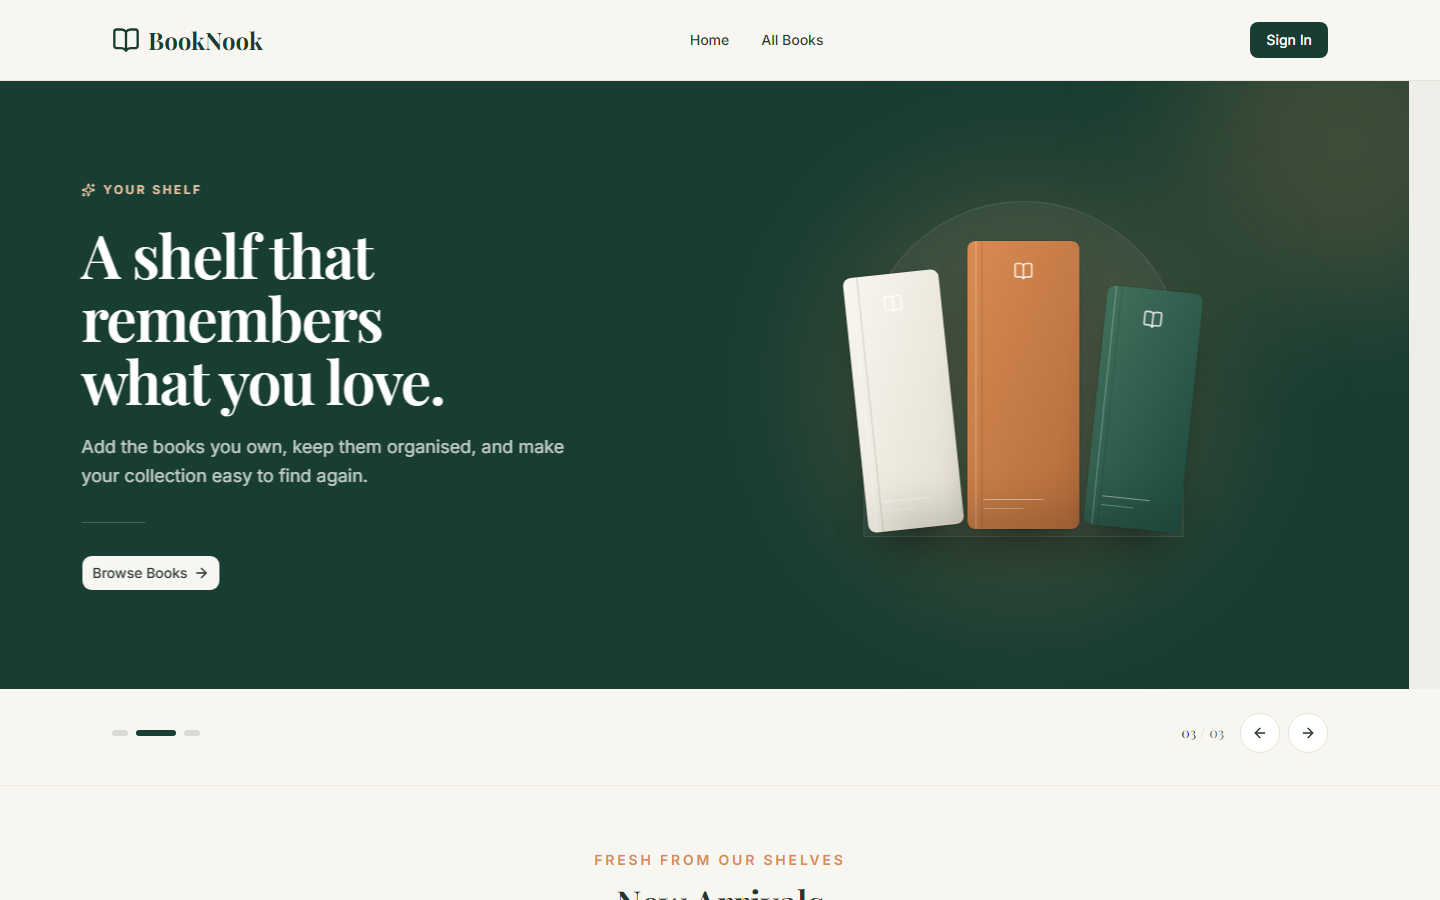 BookNook
Home
All Books
Sign In
YOUR SHELF
A shelf that
remembers
what you love.
Add the books you own, keep them organised, and make
your collection easy to find again.
Browse Books
03 / 03
FRESH FROM OUR SHELVES
New Arrivals